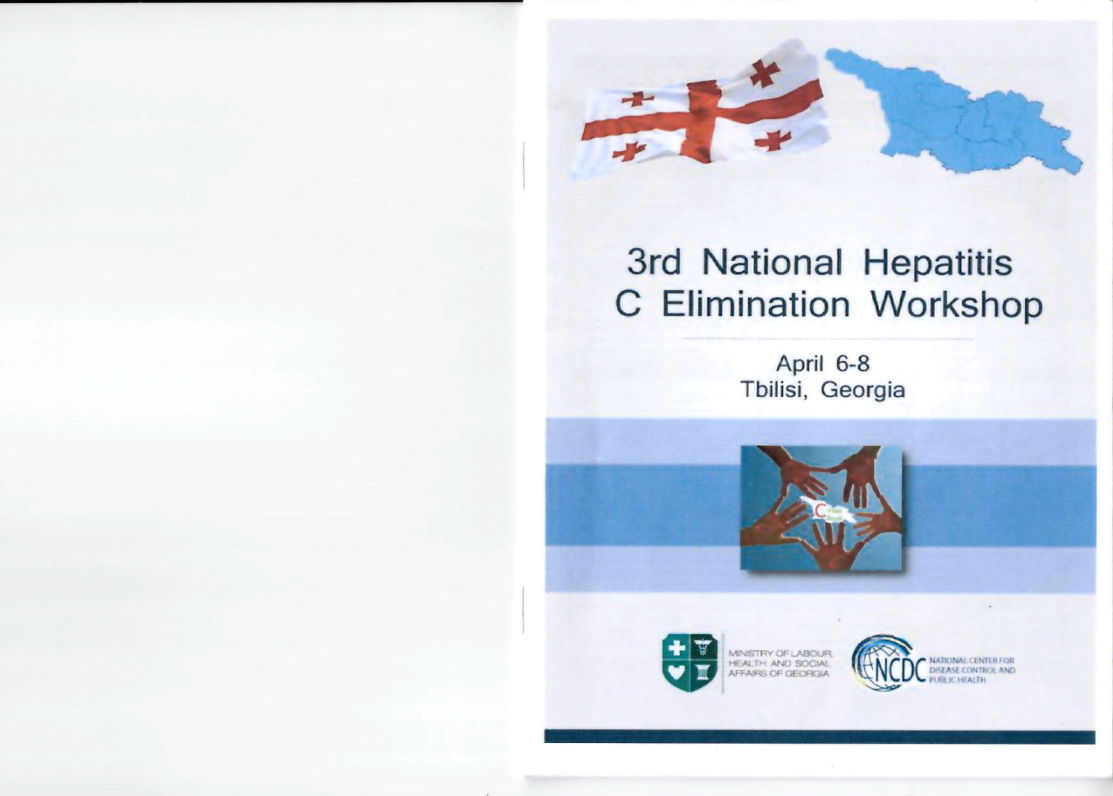 3rd National Hepatitis
C Elimination Workshop
April 6-8
Tbilisi, Georgia
C
MINISTRY OF LABOUR,
HEALTH AND SOCIAL
AFFAIRS OF GEORGIA
NCDC
NATIONAL CENTER FOR
DISEASE CONTROL AND
PUBLIC HEALTH